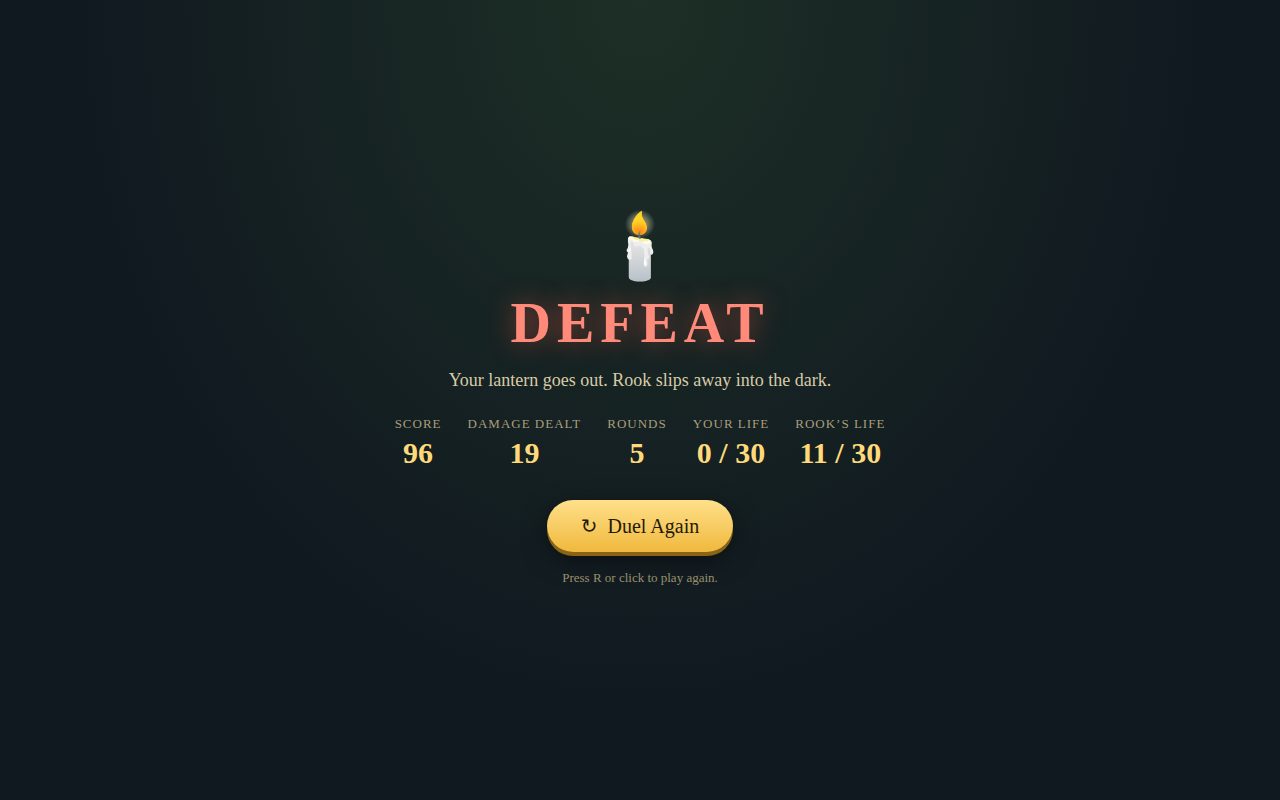 DEFEAT
Your lantern goes out. Rook slips away into the dark.
SCORE DAMAGE DEALT ROUNDS YOUR LIFE ROOK’S LIFE
96 19 5 0 / 30 11 / 30
↻ Duel Again
Press R or click to play again.